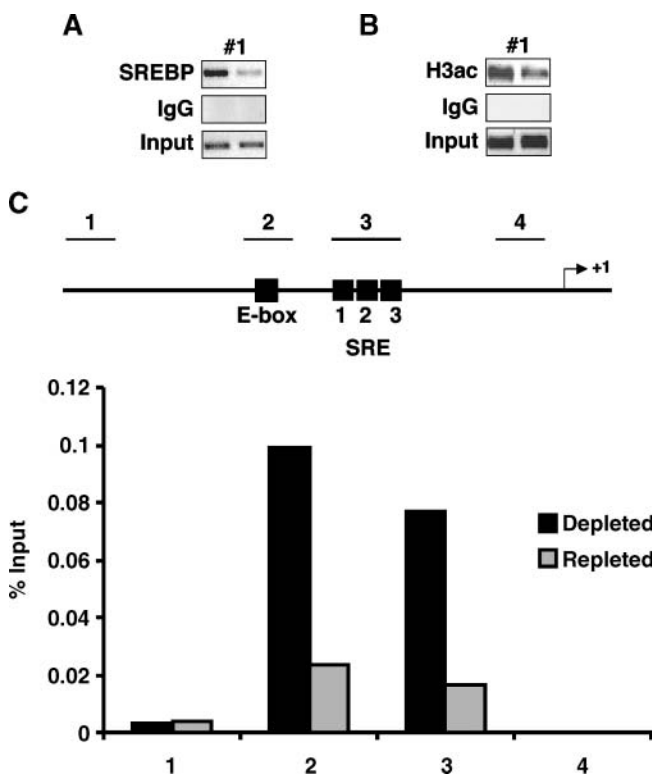 A
#1
SREBP
IgG
Input
B
#1
H3ac
IgG
Input
C
1 2 3 4
+1
E-box 1 2 3
SRE
0.12
0.1
0.08
0.06
0.04
0.02
0
% Input
Depleted
Repleted
1 2 3 4